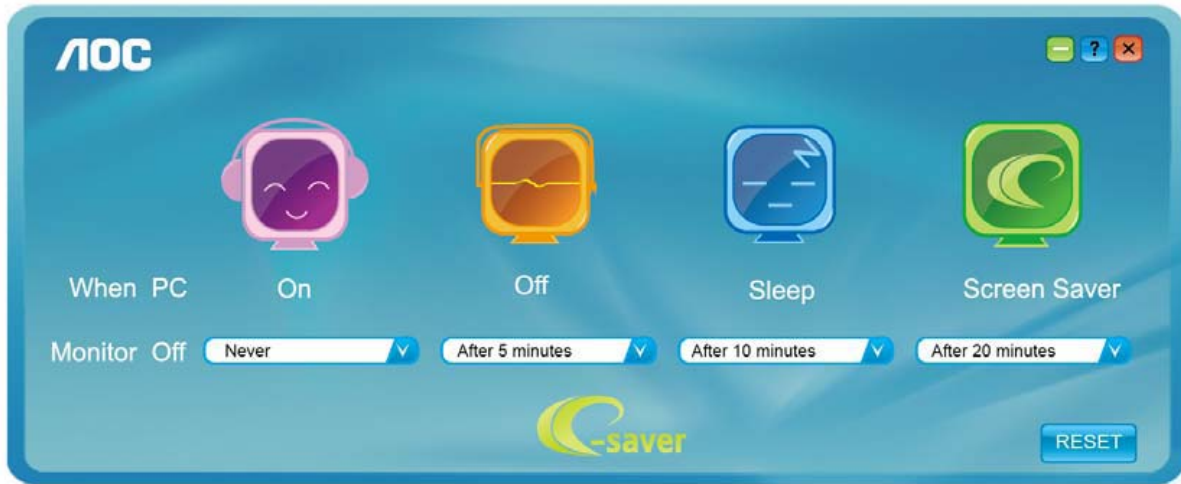 AOC
?
When PC On Off Sleep Screen Saver
Monitor Off Never After 5 minutes After 10 minutes After 20 minutes
e-saver
RESET